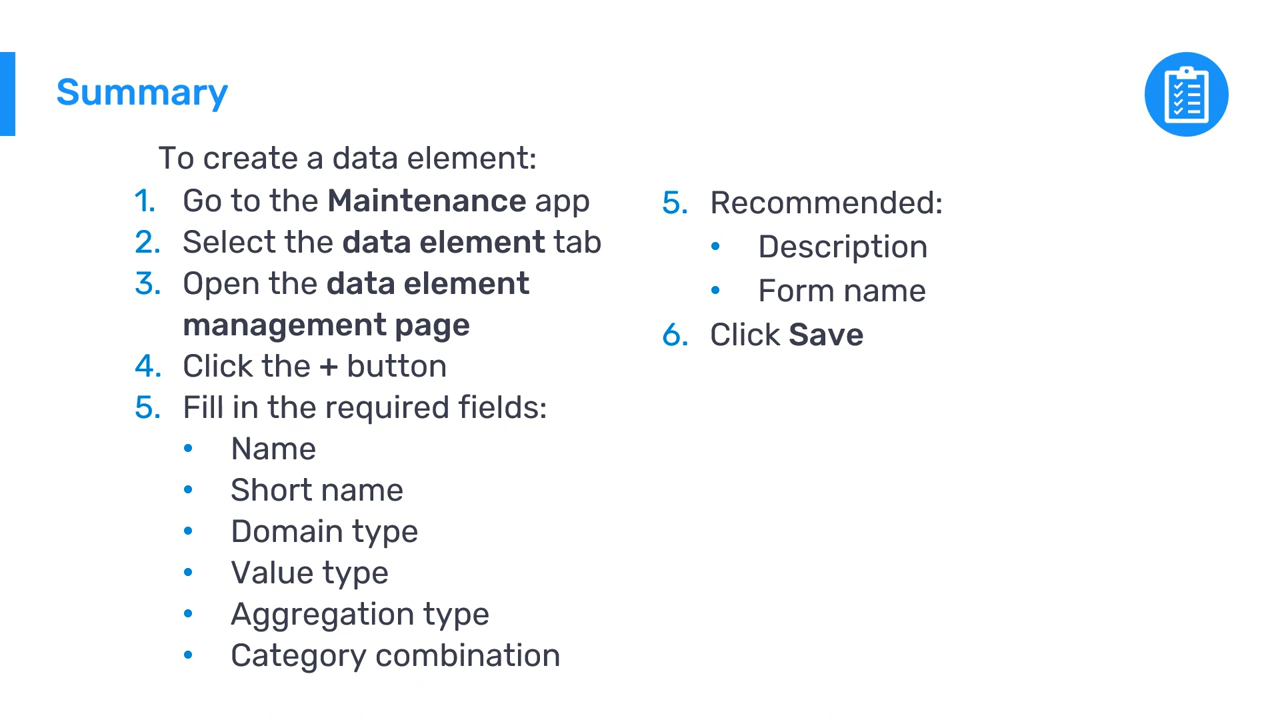 Summary
To create a data element:
1. Go to the Maintenance app
2. Select the data element tab
3. Open the data element
management page
4. Click the + button
5. Fill in the required fields:
• Name
• Short name
• Domain type
• Value type
• Aggregation type
• Category combination
5. Recommended:
• Description
• Form name
6. Click Save